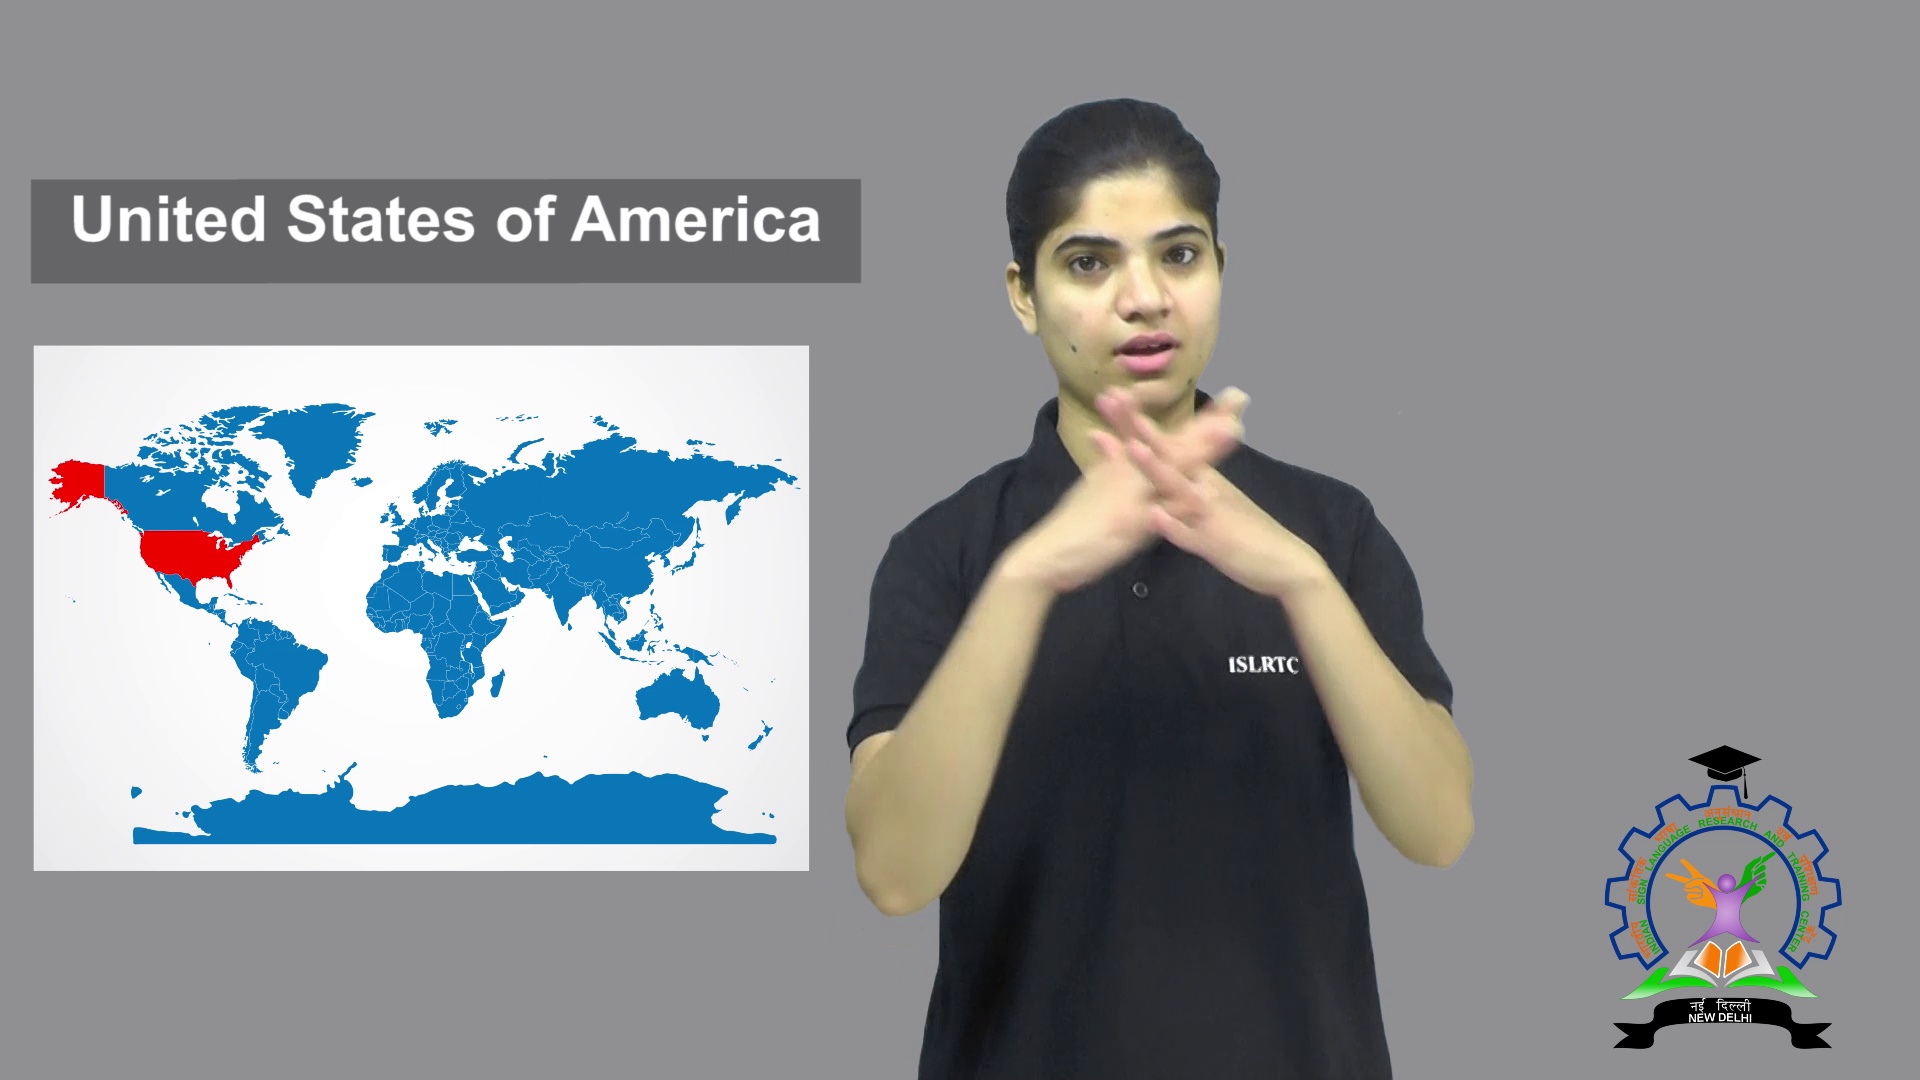 United States of America
ISLRTC
INDIAN SIGN LANGUAGE RESEARCH AND TRAINING CENTER
नई दिल्ली
NEW DELHI